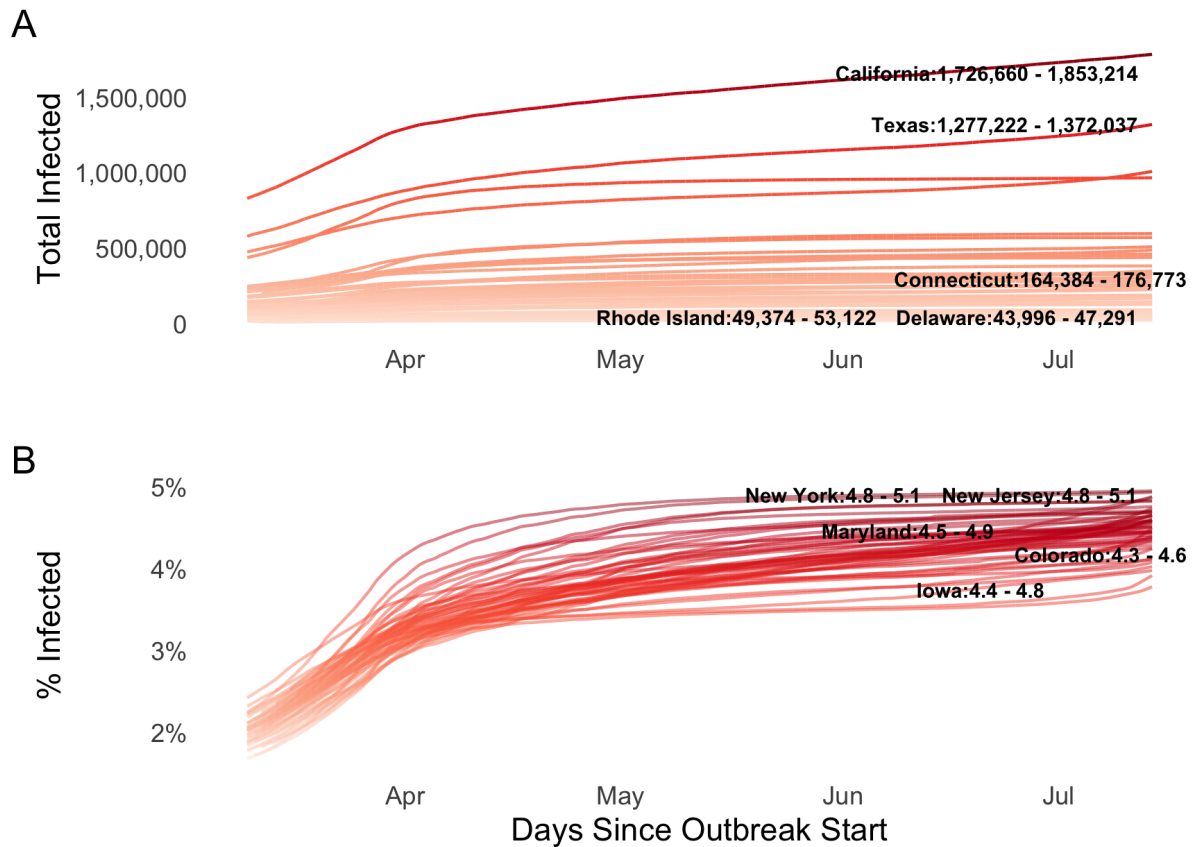 A
Total Infected
1,500,000
1,000,000
500,000
0
California:1,726,660 - 1,853,214
Texas:1,277,222 - 1,372,037
Connecticut:164,384 - 176,773
Rhode Island:49,374 - 53,122
Delaware:43,996 - 47,291
Apr
May
Jun
Jul
B
% Infected
5%
4%
3%
2%
New York:4.8 - 5.1
New Jersey:4.8 - 5.1
Maryland:4.5 - 4.9
Colorado:4.3 - 4.6
Iowa:4.4 - 4.8
Apr
May
Jun
Jul
Days Since Outbreak Start